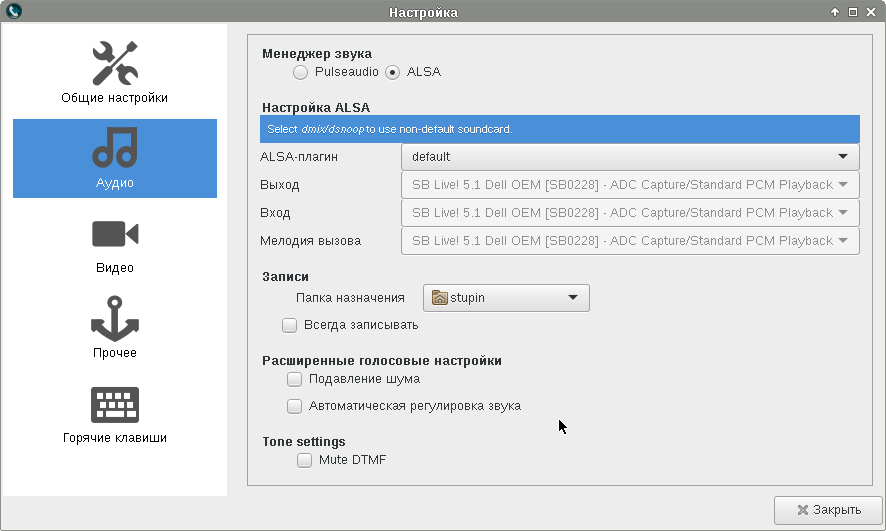 Настройка
Общие настройки
Аудио
Видео
Прочее
Горячие клавиши
Менеджер звука
Pulseaudio ALSA
Настройка ALSA
Select dmix/dsnoop to use non-default soundcard.
ALSA-плагин default
Выход SB Live! 5.1 Dell OEM [SB0228] - ADC Capture/Standard PCM Playback
Вход SB Live! 5.1 Dell OEM [SB0228] - ADC Capture/Standard PCM Playback
Мелодия вызова SB Live! 5.1 Dell OEM [SB0228] - ADC Capture/Standard PCM Playback
Записи
Папка назначения stupin
Всегда записывать
Расширенные голосовые настройки
Подавление шума
Автоматическая регулировка звука
Tone settings
Mute DTMF
Закрыть